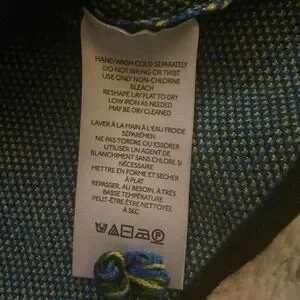 HAND WASH COLD SEPARATELY
DO NOT WRING OR TWIST
USE ONLY NON-CHLORINE
BLEACH
RESHAPE LAY FLAT TO DRY
LOW IRON AS NEEDED
MAY BE DRY CLEANED
LAVER À LA MAIN À L'EAU FROIDE
SÉPARÉMEN
NE PAS TORDRE OU ESSORER
UTILISER UN AGENT DE
BLANCHIMENT SANS CHLORE SI
NÉCESSAIRE
METTRE EN FORME ET SÉCHER
À PLAT
REPASSER, AU BESOIN, À TRÈS
BASSE TEMPÉRATURE
PEUT-ÊTRE ÊTRE NETTOYÉE
À SEC
P